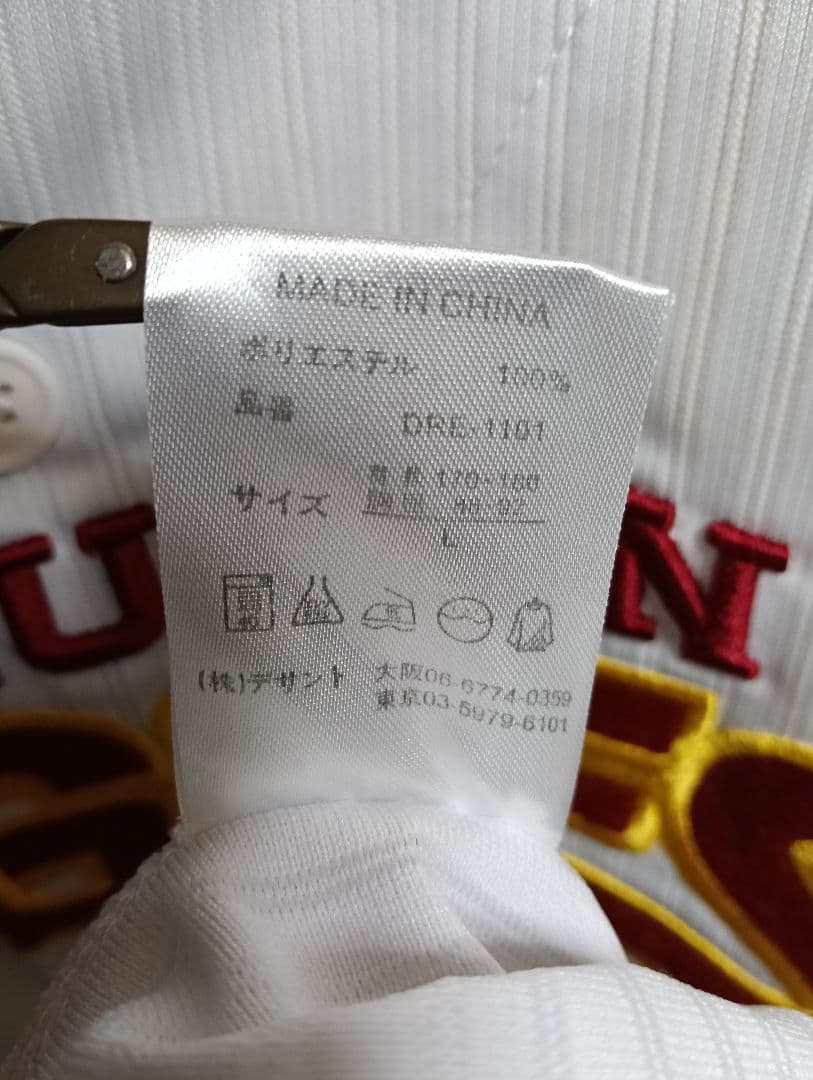 MADE IN CHINA
ポリエステル 100%
品番 DRE-1101
身長 170-180
サイズ 胸囲
L
(株)デサント 大阪06-6774-0359
東京03-5979-6101
U N